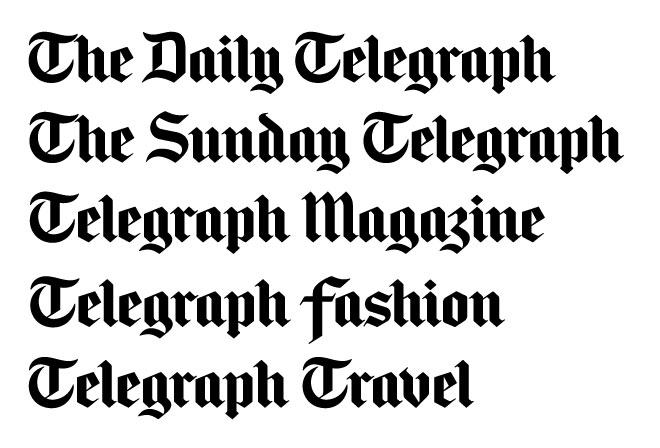 The Daily Telegraph
The Sunday Telegraph
Telegraph Magazine
Telegraph Fashion
Telegraph Travel